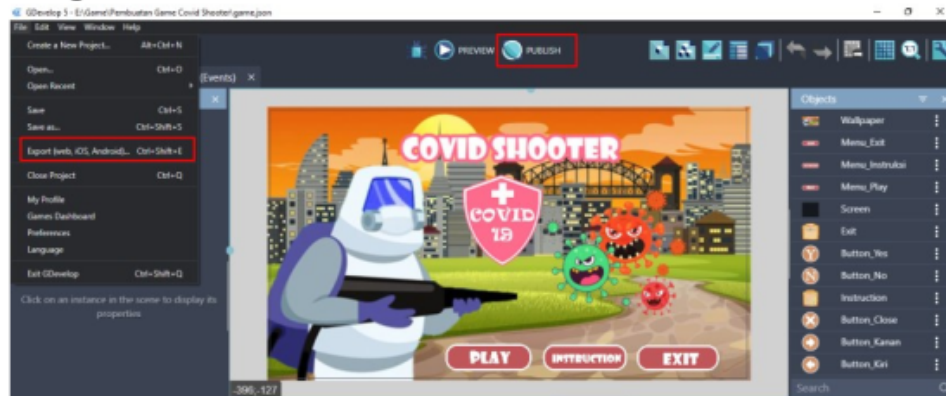 GDevelop 5 - E:\Game\Pembuatan Game Covid Shooter\game.json
File Edit View Window Help
Create a New Project... Alt+Ctrl+N
Open... Ctrl+O
Open Recent
Save Ctrl+S
Save as... Ctrl+Shift+S
Export (web, iOS, Android)... Ctrl+Shift+E
Close Project Ctrl+Q
My Profile
Games Dashboard
Preferences
Language
Exit GDevelop Ctrl+Shift+Q
PREVIEW
PUBLISH
1:1
(Events) ×
Click on an instance in the scene to display its
properties
COVID SHOOTER
COVID
19
PLAY
INSTRUCTION
EXIT
-396;-127
Objects
Wallpaper
Menu_Exit
Menu_Instruksi
Menu_Play
Screen
Exit
Y Button_Yes
N Button_No
Instruction
Button_Close
Button_Kanan
Button_Kiri
Search